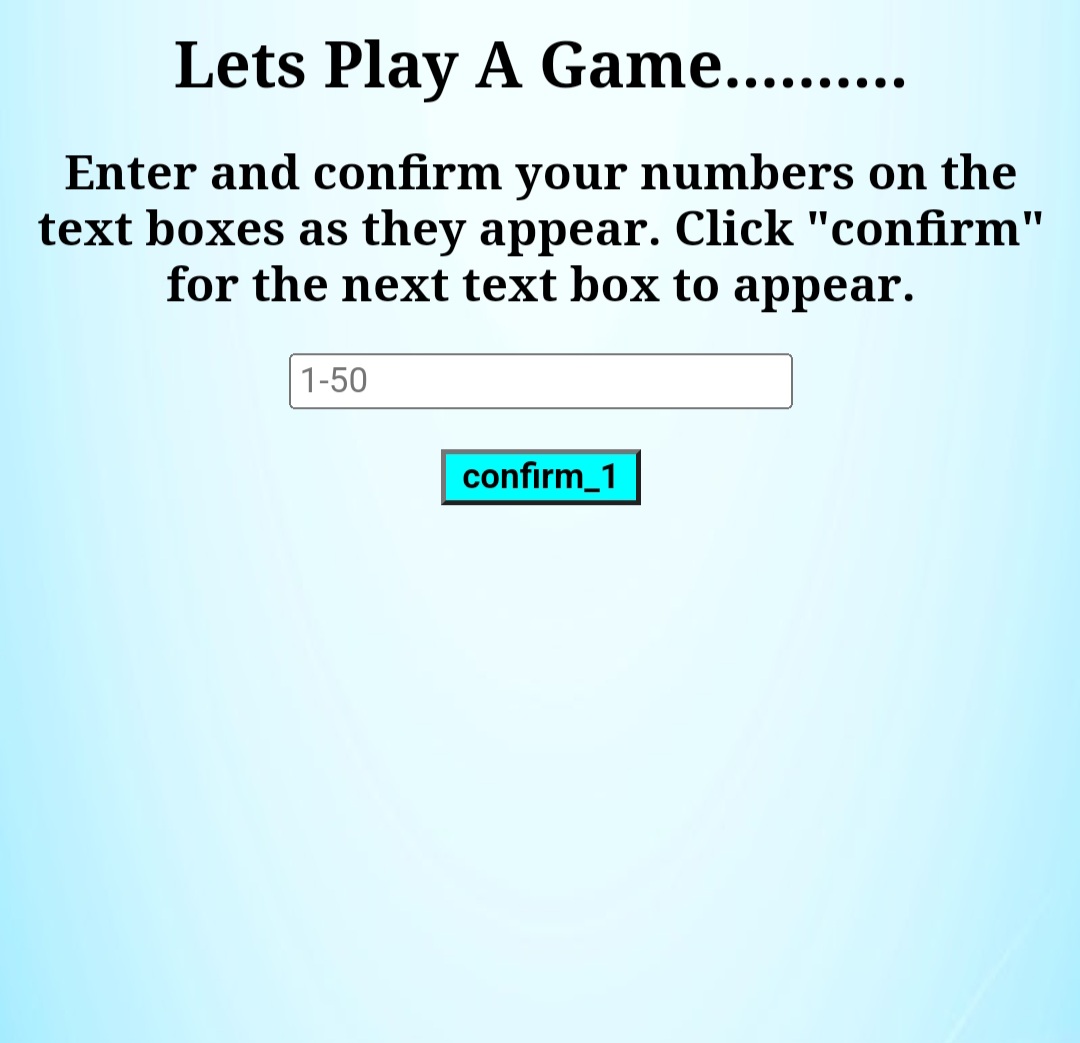 Lets Play A Game..........
Enter and confirm your numbers on the
text boxes as they appear. Click "confirm"
for the next text box to appear.
1-50
confirm_1